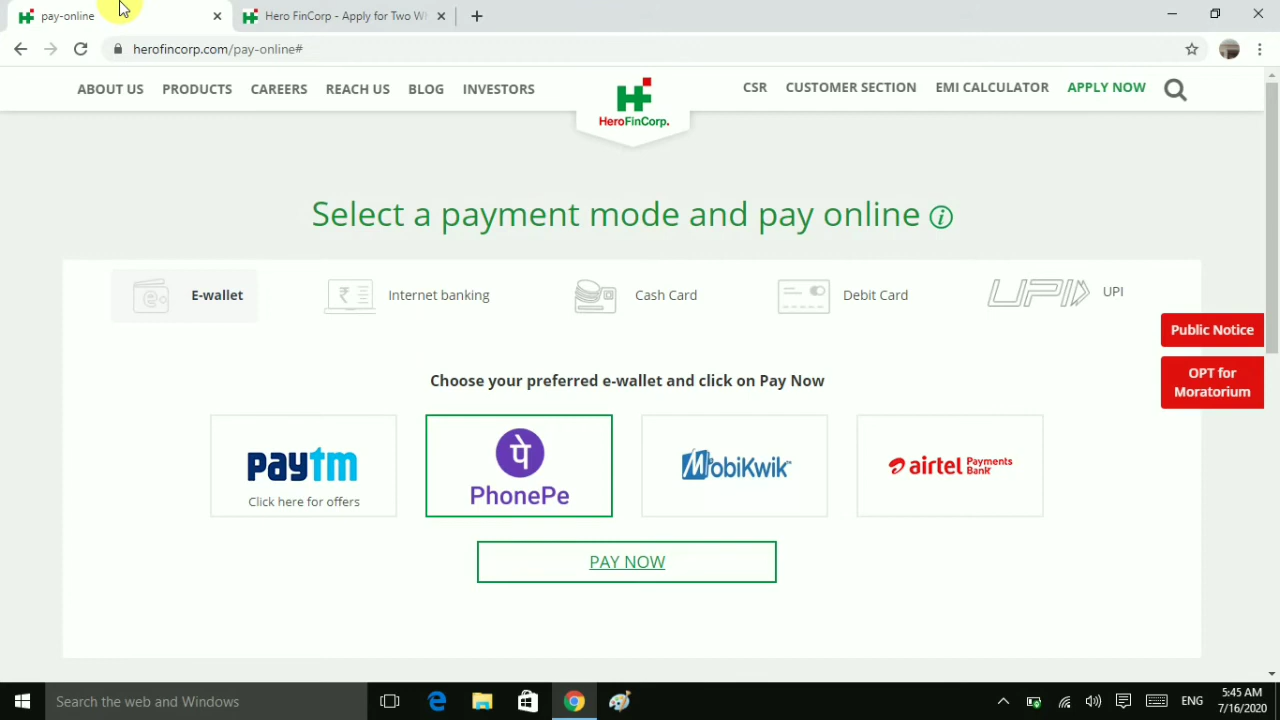 pay-online
Hero FinCorp - Apply for Two Wh
herofincorp.com/pay-online#
ABOUT US PRODUCTS CAREERS REACH US BLOG INVESTORS
HeroFinCorp.
CSR CUSTOMER SECTION EMI CALCULATOR APPLY NOW
Select a payment mode and pay online i
E-wallet Internet banking Cash Card Debit Card UPI UPI
Public Notice
OPT for
Moratorium
Choose your preferred e-wallet and click on Pay Now
paytm
Click here for offers
पे
PhonePe
MobiKwik
airtel Payments
Bank
PAY NOW
Search the web and Windows
ENG
5:45 AM
7/16/2020